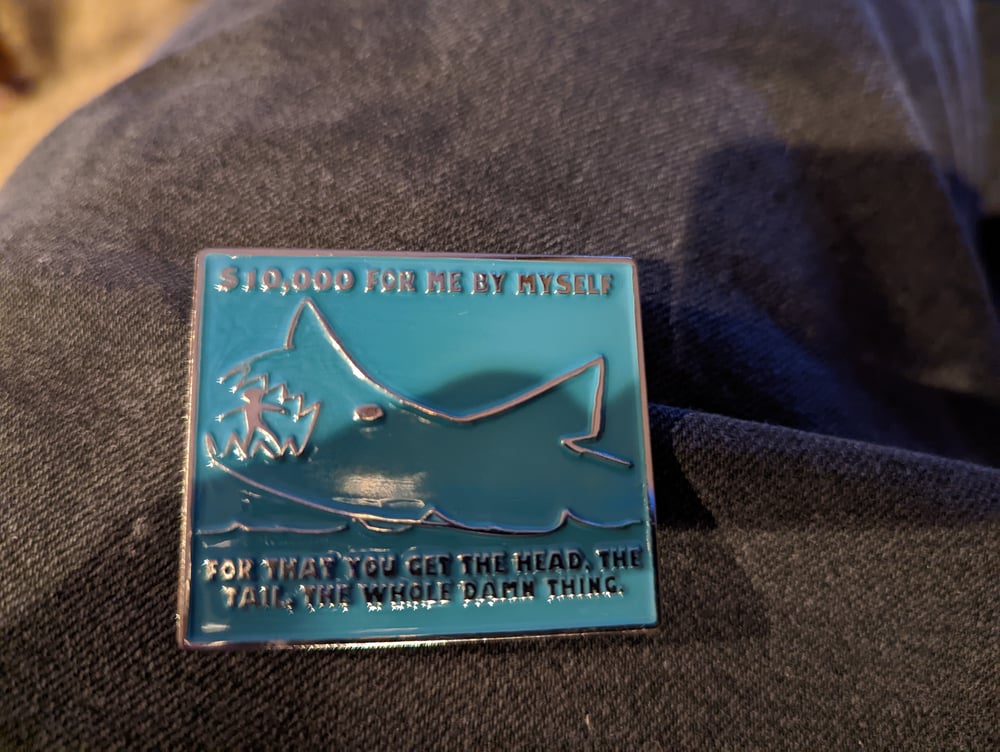 $10,000 FOR ME BY MYSELF
FOR THAT YOU GET THE HEAD, THE
TAIL, THE WHOLE DAMN THING.